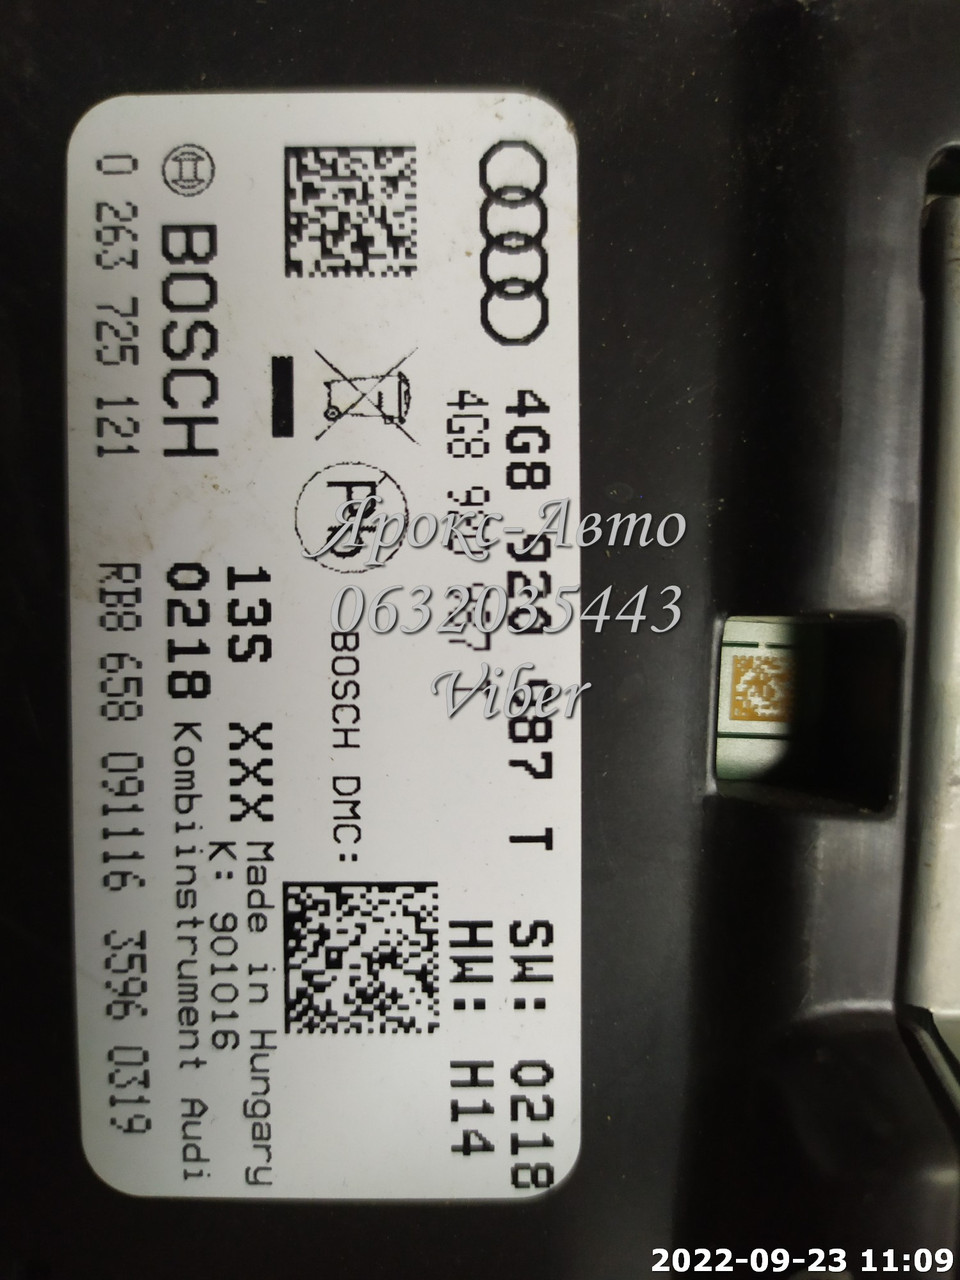 4G8 920 987 T SW: 0218
4G8 HW: H14
BOSCH DMC:
13S XXX Made in Hungary
K: 901016
BOSCH 0218 Kombiinstrument Audi
0 263 725 121 RB8 658 091116 3596 0319
Ярокс-Авто
0632035443
Viber
2022-09-23 11:09